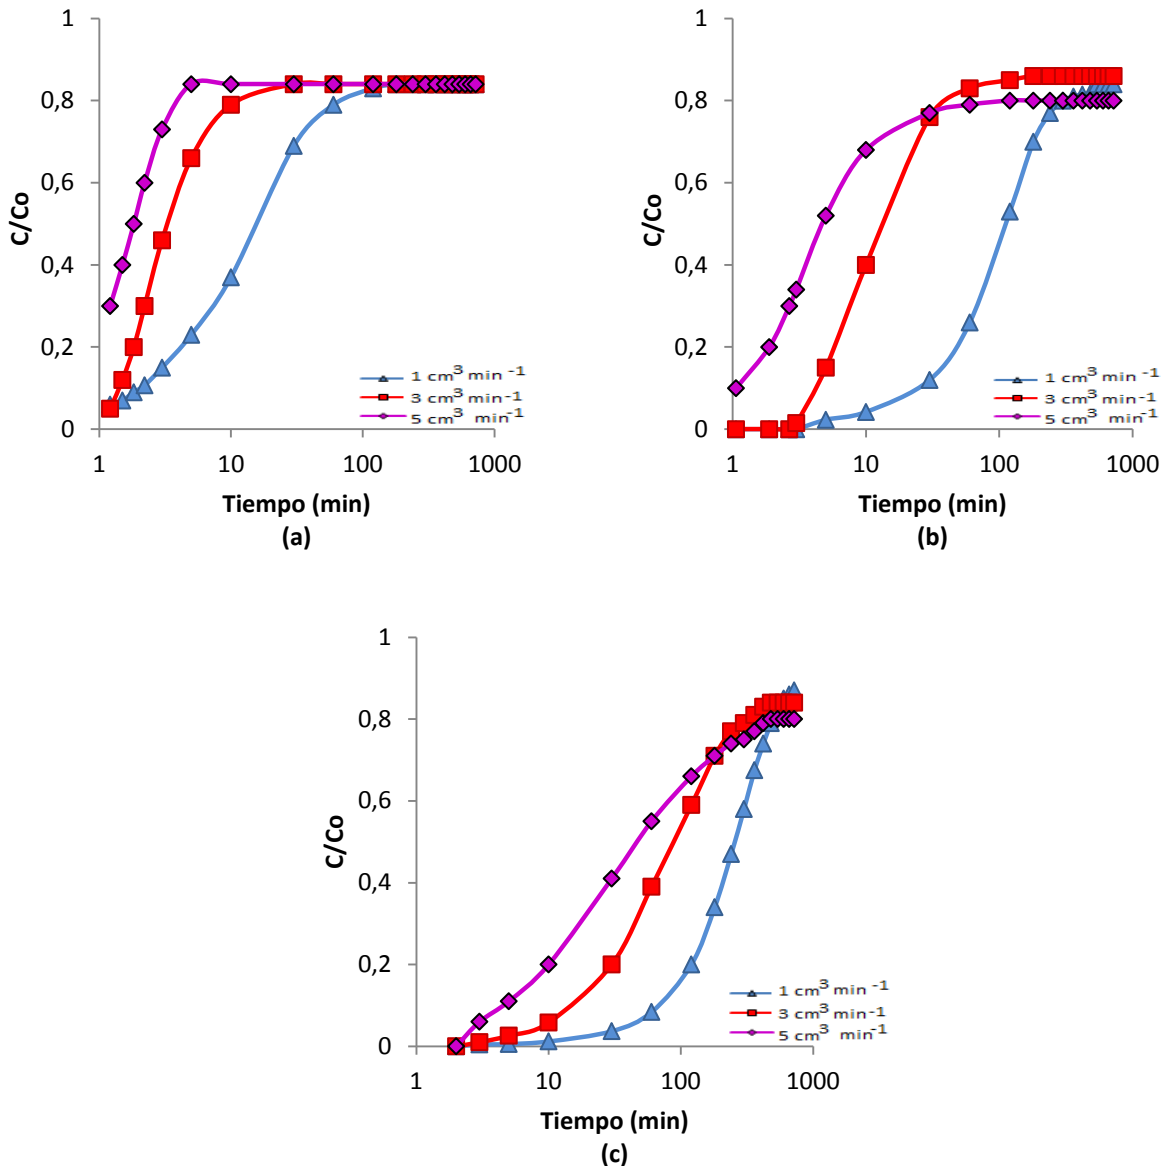 1
0,8
0,6
0,4
0,2
0
C/Co
1 10 100 1000
Tiempo (min)
(a)
1 cm³ min -1
3 cm³ min-1
5 cm³ min-1
1
0,8
0,6
0,4
0,2
0
C/Co
1 10 100 1000
Tiempo (min)
(b)
1 cm³ min -1
3 cm³ min-1
5 cm³ min-1
1
0,8
0,6
0,4
0,2
0
C/Co
1 10 100 1000
Tiempo (min)
(c)
1 cm³ min -1
3 cm³ min-1
5 cm³ min-1